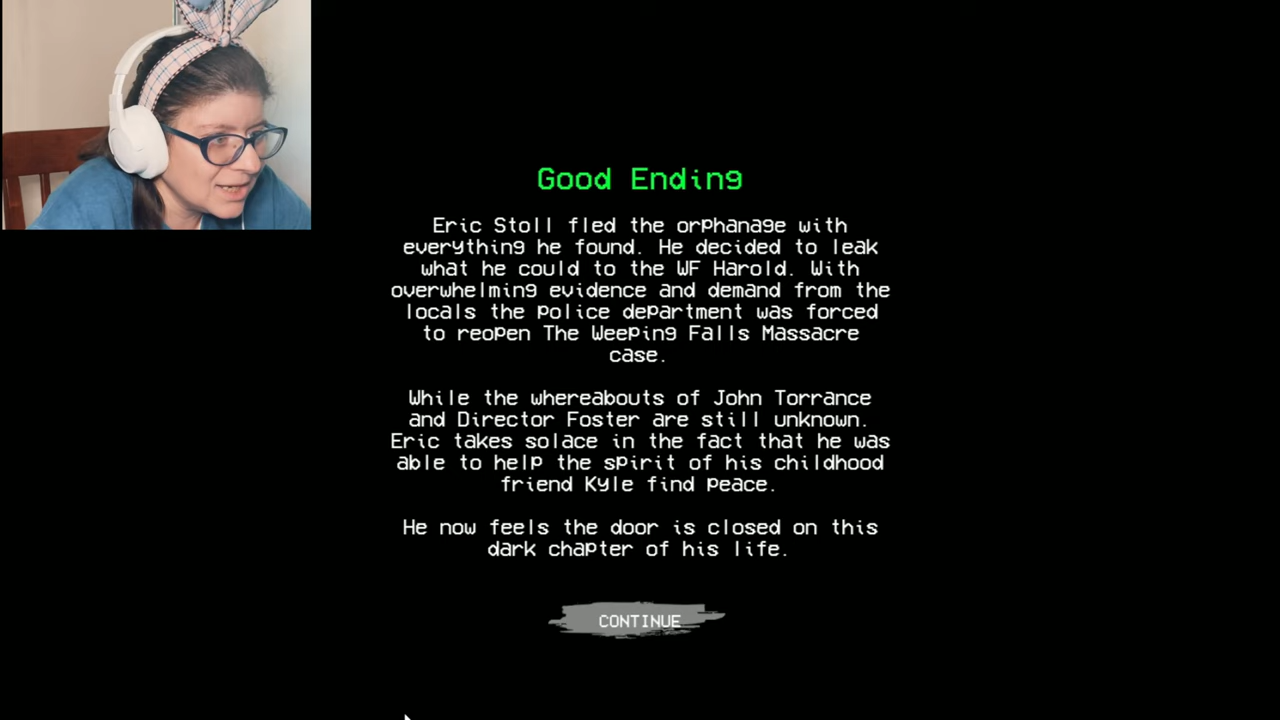 Good Ending
Eric Stoll fled the orphanage with
everything he found. He decided to leak
what he could to the WF Harold. With
overwhelming evidence and demand from the
locals the police department was forced
to reopen The Weeping Falls Massacre
case.
While the whereabouts of John Torrance
and Director Foster are still unknown.
Eric takes solace in the fact that he was
able to help the spirit of his childhood
friend Kyle find peace.
He now feels the door is closed on this
dark chapter of his life.
CONTINUE